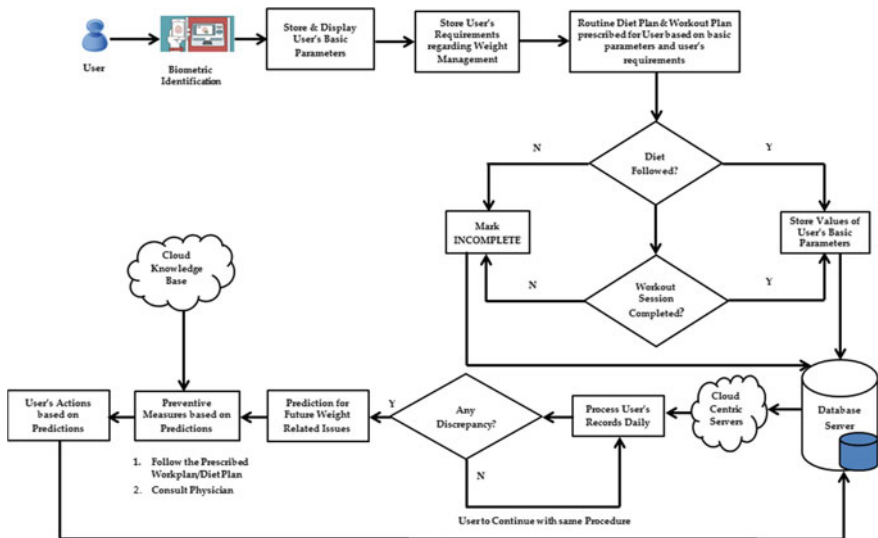 User
Biometric
Identification
Store & Display
User's Basic
Parameters
Store User's
Requirements
regarding Weight
Management
Routine Diet Plan & Workout Plan
prescribed for User based on basic
parameters and user's
requirements
N
Diet
Followed?
Y
Mark
INCOMPLETE
Store Values of
User's Basic
Parameters
N
Workout
Session
Completed?
Y
Cloud
Knowledge
Base
User's Actions
based on
Predictions
Preventive
Measures based on
Predictions
Prediction for
Future Weight
Related Issues
Y
Any
Discrepancy?
Process User's
Records Daily
Cloud
Centric
Servers
Database
Server
1. Follow the Prescribed
Workplan/Diet Plan
2. Consult Physician
N
User to Continue with same Procedure